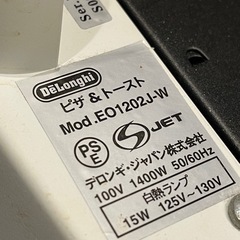 DeLonghi
ピザ & トースト
Mod.EO1202J-W
PS
E
S JET
デロンギ・ジャパン株式会社
100V 1400W 50/60Hz
白熱ランプ
15W 125V~130V